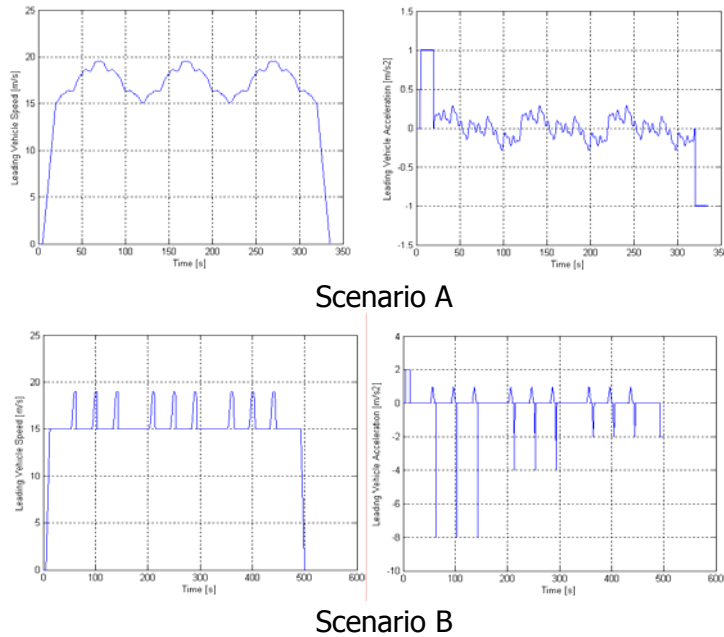 25
20
15
10
5
0
0 50 100 150 200 250 300 350
Leading Vehicle Speed [m/s]
Time [s]
1.5
1
0.5
0
-0.5
-1
-1.5
0 50 100 150 200 250 300 350
Leading Vehicle Acceleration [m/s2]
Time [s]
Scenario A
25
20
15
10
5
0
0 100 200 300 400 500 600
Leading Vehicle Speed [m/s]
Time [s]
4
2
0
-2
-4
-6
-8
-10
0 100 200 300 400 500 600
Leading Vehicle Acceleration [m/s2]
Time [s]
Scenario B